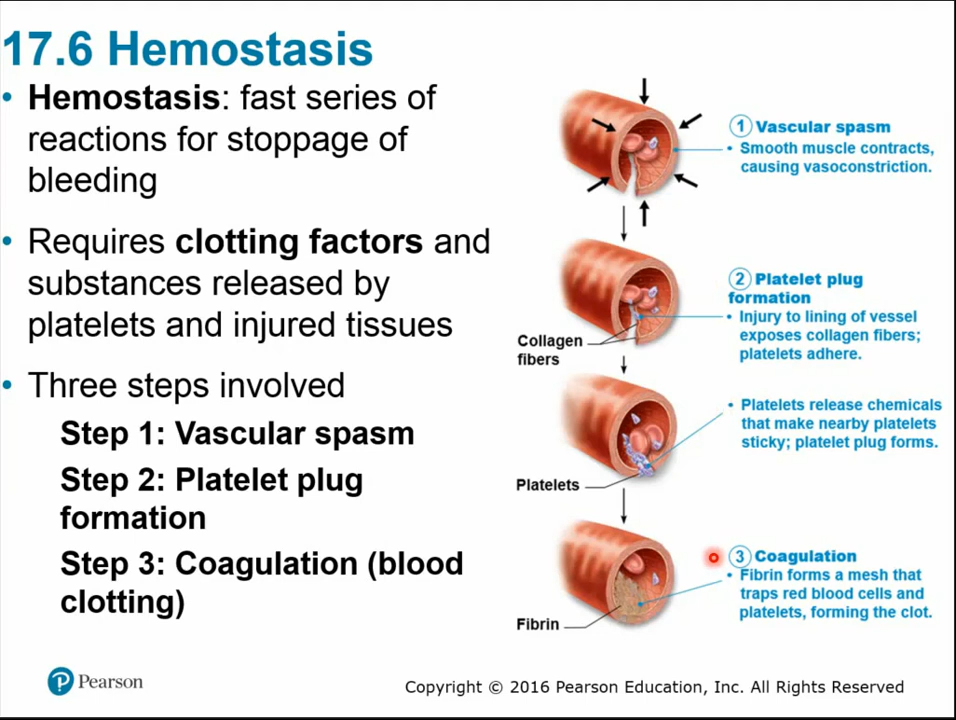 17.6 Hemostasis
• Hemostasis: fast series of
reactions for stoppage of
bleeding
• Requires clotting factors and
substances released by
platelets and injured tissues
• Three steps involved
Step 1: Vascular spasm
Step 2: Platelet plug
formation
Step 3: Coagulation (blood
clotting)
1 Vascular spasm
• Smooth muscle contracts,
causing vasoconstriction.
2 Platelet plug
formation
• Injury to lining of vessel
exposes collagen fibers;
platelets adhere.
Collagen
fibers
• Platelets release chemicals
that make nearby platelets
sticky; platelet plug forms.
Platelets
3 Coagulation
• Fibrin forms a mesh that
traps red blood cells and
platelets, forming the clot.
Fibrin
P Pearson
Copyright © 2016 Pearson Education, Inc. All Rights Reserved